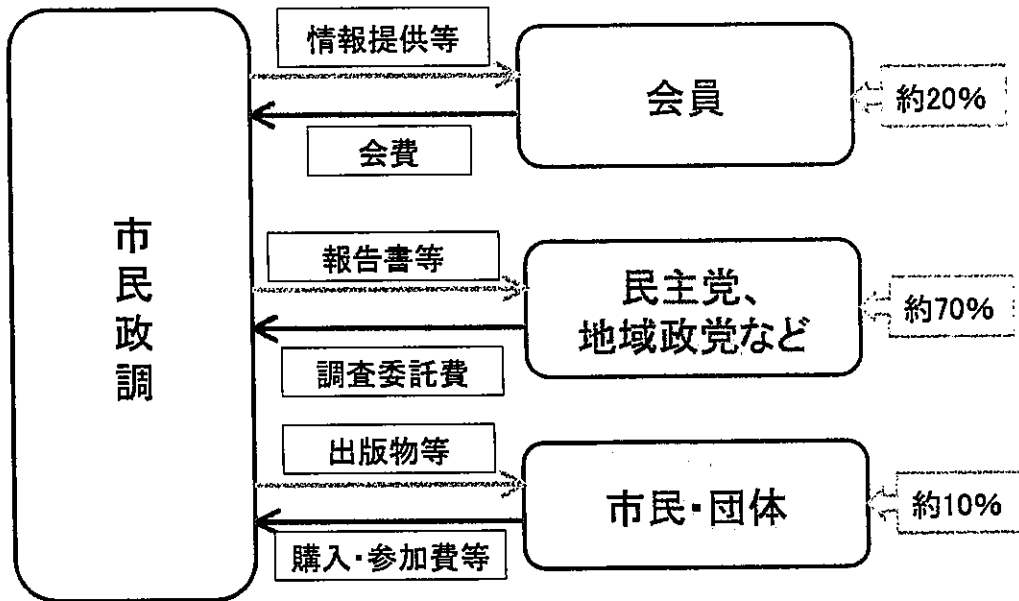 市民政調
情報提供等
会費
会員
約20%
報告書等
調査委託費
民主党、
地域政党など
約70%
出版物等
購入・参加費等
市民・団体
約10%